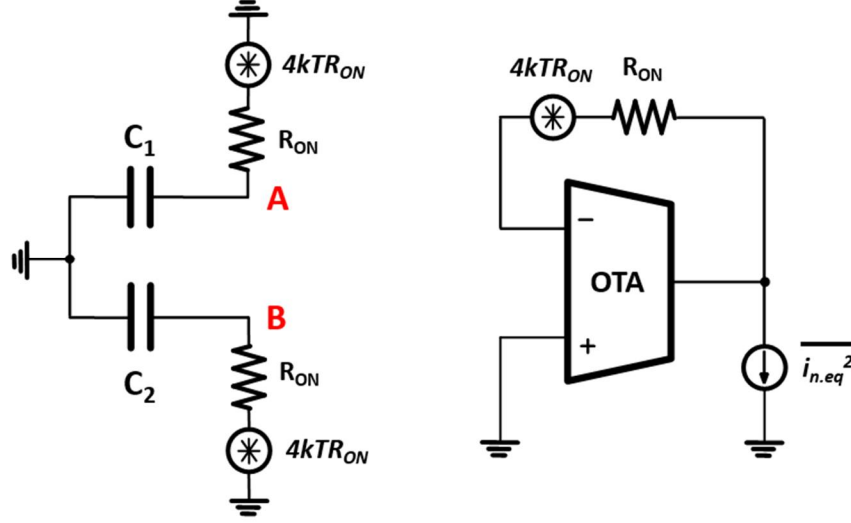 4kTR_ON
C_1
R_ON
A
B
C_2
R_ON
4kTR_ON
4kTR_ON
R_ON
−
OTA
+
i_n.eq^2